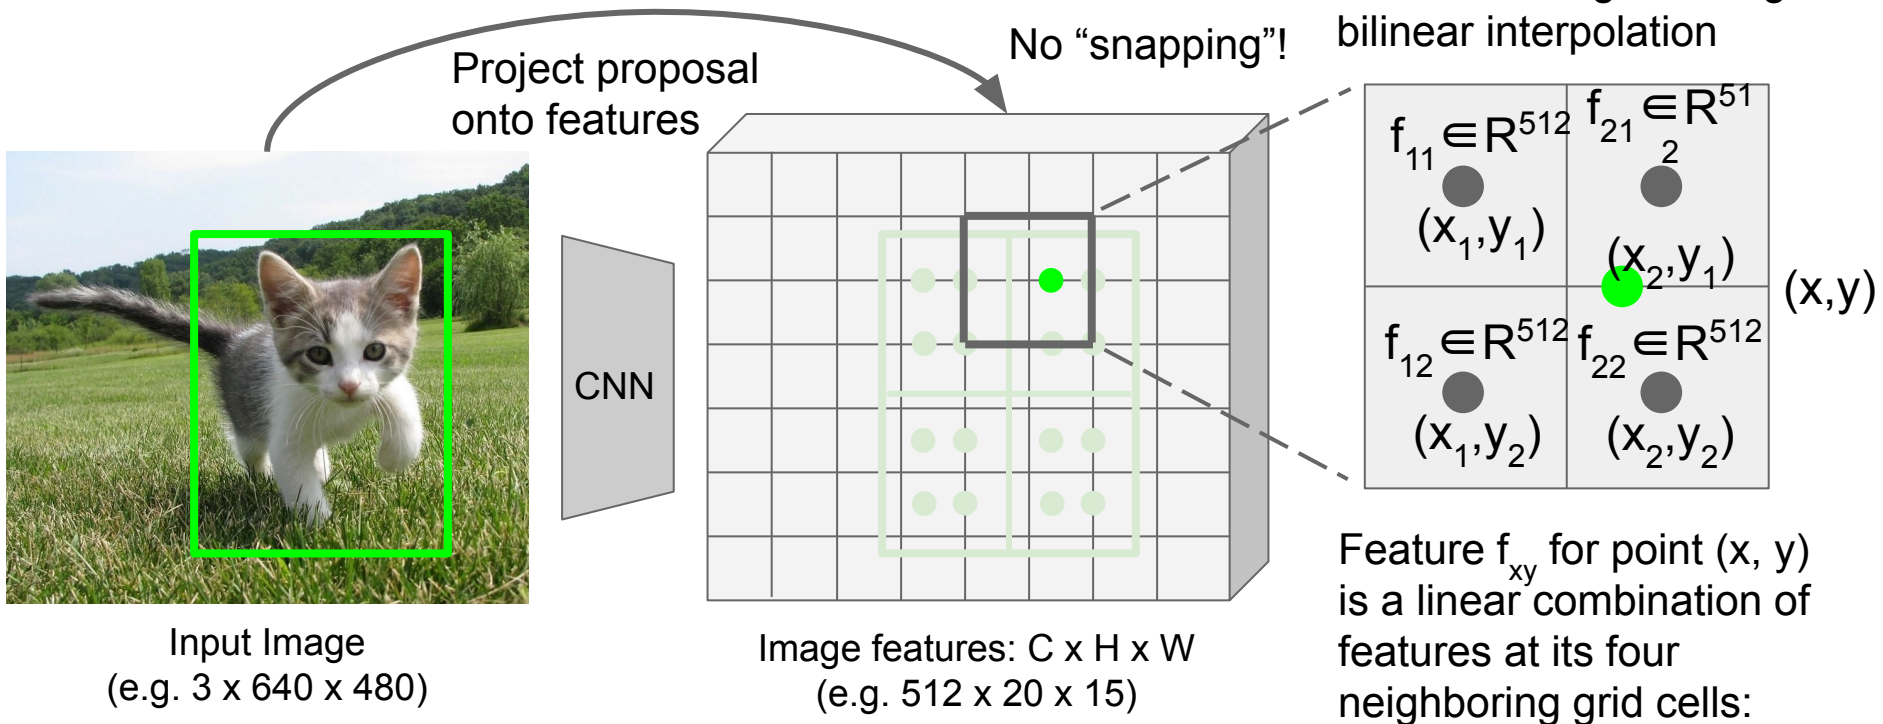 No “snapping”!
bilinear interpolation
Project proposal
onto features
f₁₁ ∈ R⁵¹²
(x₁,y₁)
f₂₁ ∈ R⁵¹
²
(x₂,y₁)
(x,y)
f₁₂ ∈ R⁵¹²
(x₁,y₂)
f₂₂ ∈ R⁵¹²
(x₂,y₂)
CNN
Input Image
(e.g. 3 x 640 x 480)
Image features: C x H x W
(e.g. 512 x 20 x 15)
Feature fxy for point (x, y)
is a linear combination of
features at its four
neighboring grid cells: